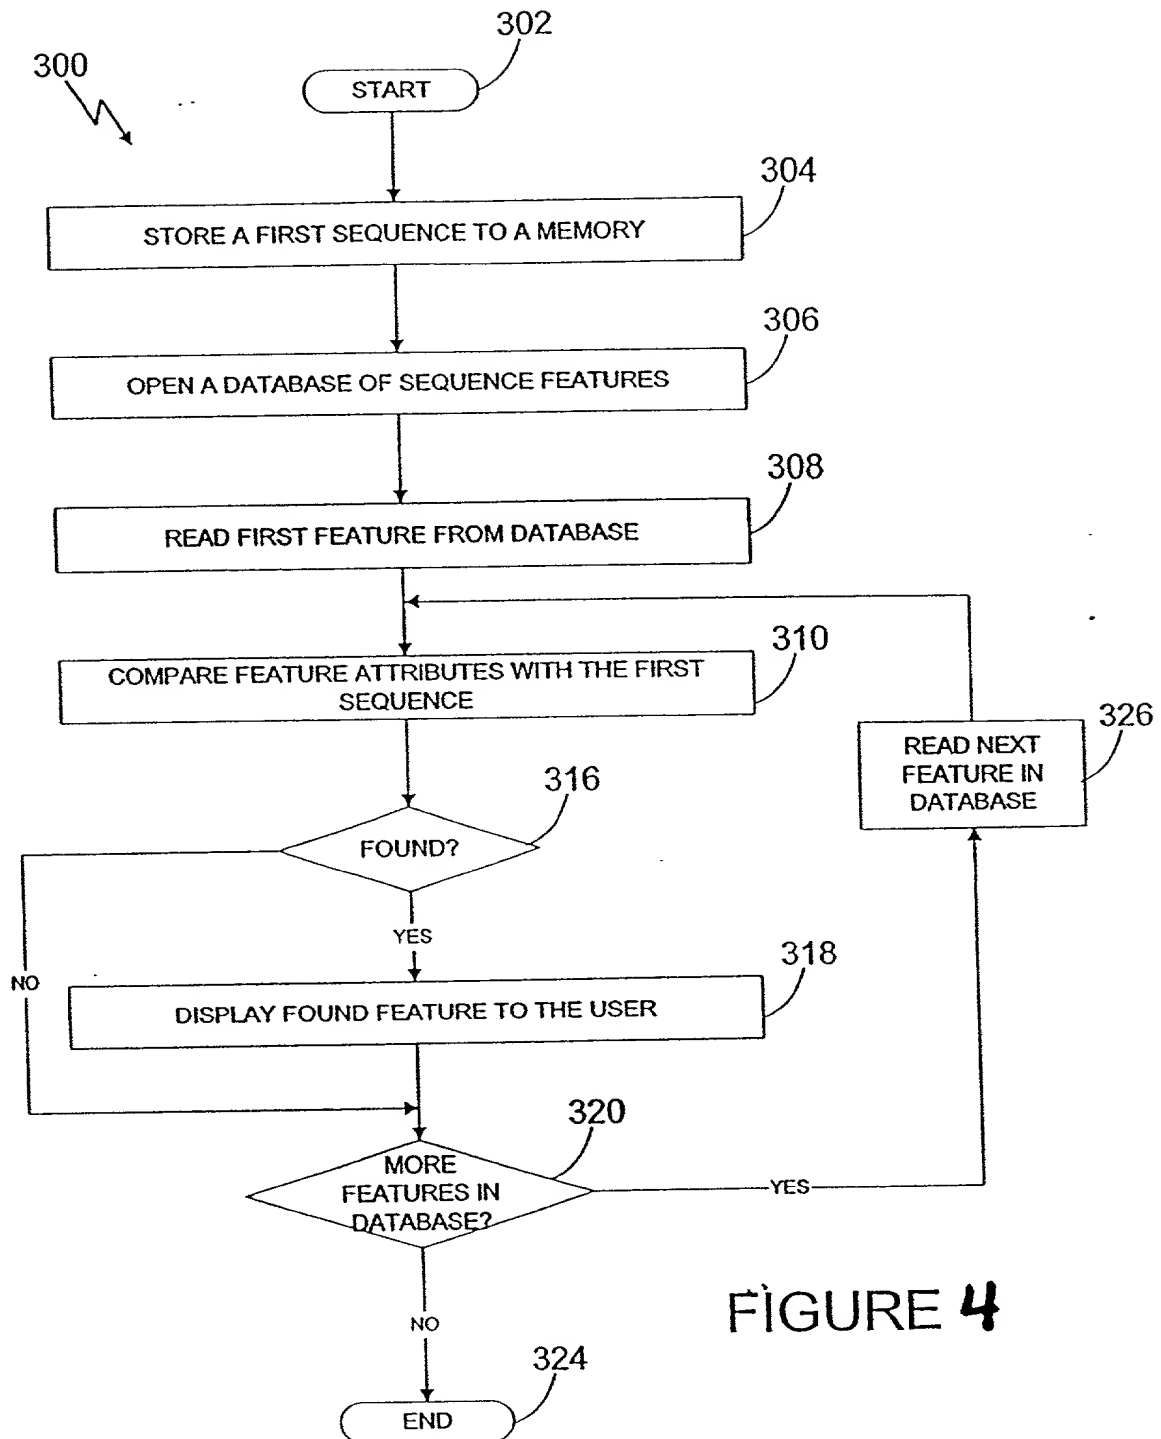 302
300
START
304
STORE A FIRST SEQUENCE TO A MEMORY
306
OPEN A DATABASE OF SEQUENCE FEATURES
308
READ FIRST FEATURE FROM DATABASE
310
COMPARE FEATURE ATTRIBUTES WITH THE FIRST
SEQUENCE
326
READ NEXT
FEATURE IN
DATABASE
316
FOUND?
YES
NO
318
DISPLAY FOUND FEATURE TO THE USER
320
MORE
FEATURES IN
DATABASE?
YES
NO
FIGURE 4
324
END